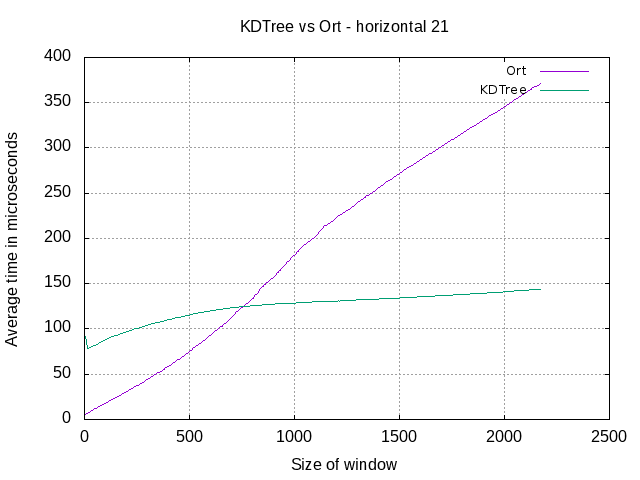 KDTree vs Ort - horizontal 21
400
350
300
250
200
150
100
50
0
0 500 1000 1500 2000 2500
Average time in microseconds
Size of window
Ort
KDTree